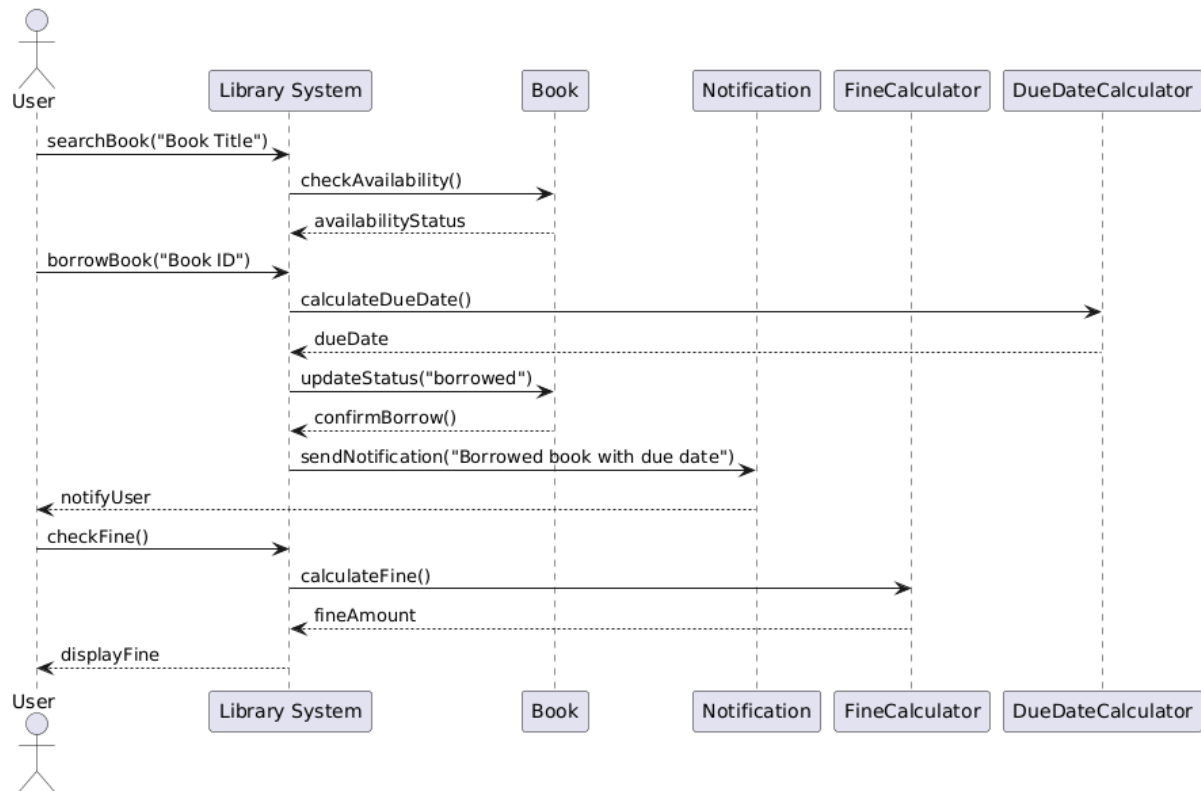 User
Library System
Book
Notification
FineCalculator
DueDateCalculator
searchBook("Book Title")
checkAvailability()
availabilityStatus
borrowBook("Book ID")
calculateDueDate()
dueDate
updateStatus("borrowed")
confirmBorrow()
sendNotification("Borrowed book with due date")
notifyUser
checkFine()
calculateFine()
fineAmount
displayFine
User
Library System
Book
Notification
FineCalculator
DueDateCalculator